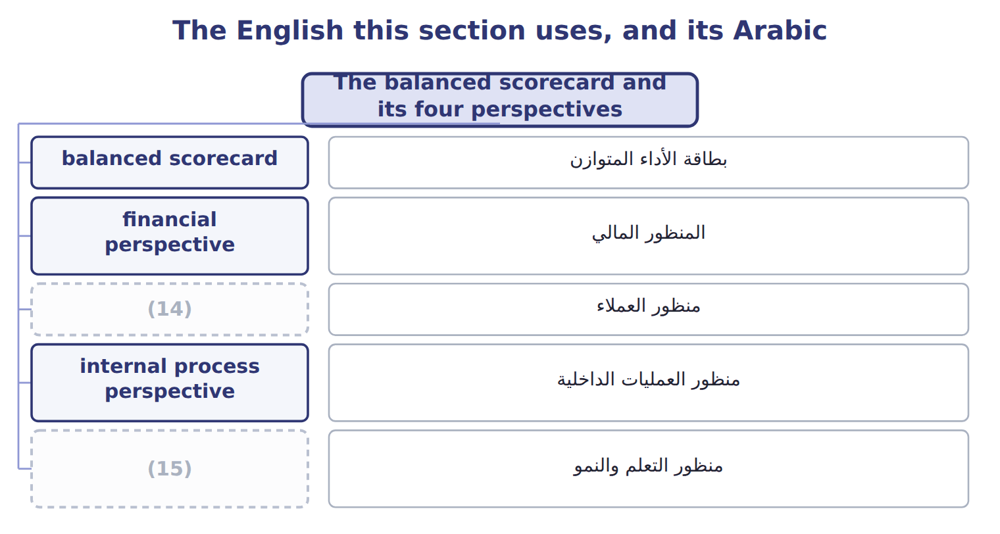 The English this section uses, and its Arabic
The balanced scorecard and
its four perspectives
balanced scorecard
بطاقة الأداء المتوازن
financial
perspective
المنظور المالي
(14)
منظور العملاء
internal process
perspective
منظور العمليات الداخلية
(15)
منظور التعلم والنمو